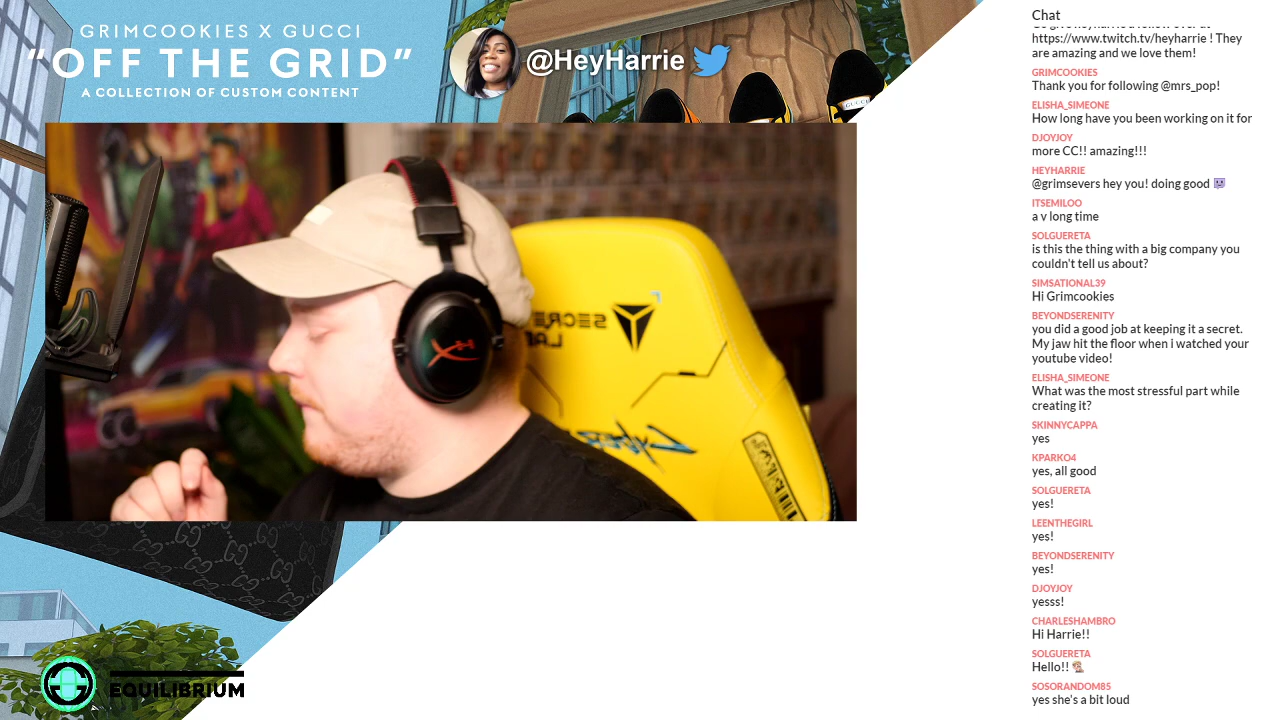 GRIMCOOKIES X GUCCI
"OFF THE GRID"
A COLLECTION OF CUSTOM CONTENT
@HeyHarrie
GUCCI
SECRET
LAB
EQUILIBRIUM
Chat
https://www.twitch.tv/heyharrie ! They
are amazing and we love them!
GRIMCOOKIES
Thank you for following @mrs_pop!
ELISHA_SIMEONE
How long have you been working on it for
DJOYJOY
more CC!! amazing!!!
HEYHARRIE
@grimsevers hey you! doing good
ITSEMILOO
a v long time
SOLGUERETA
is this the thing with a big company you
couldn't tell us about?
SIMSATIONAL39
Hi Grimcookies
BEYONDSERENITY
you did a good job at keeping it a secret.
My jaw hit the floor when i watched your
youtube video!
ELISHA_SIMEONE
What was the most stressful part while
creating it?
SKINNYCAPPA
yes
KPARKO4
yes, all good
SOLGUERETA
yes!
LEENTHEGIRL
yes!
BEYONDSERENITY
yes!
DJOYJOY
yesss!
CHARLESHAMBRO
Hi Harrie!!
SOLGUERETA
Hello!!
SOSORANDOM85
yes she's a bit loud